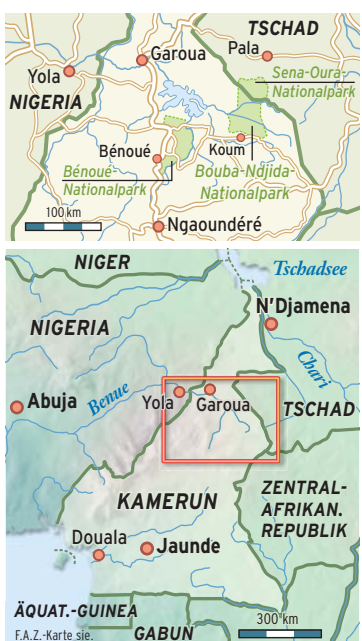 TSCHAD
Garoua
Pala
Yola
Sena-Oura-
Nationalpark
NIGERIA
Bénoué
Koum
Bénoué-
Nationalpark
Bouba-Ndjida-
Nationalpark
100 km
Ngaoundéré
NIGER
Tschadsee
N'Djamena
NIGERIA
Chari
Abuja
Benue
Yola
Garoua
TSCHAD
KAMERUN
ZENTRAL-
AFRIKAN.
REPUBLIK
Douala
Jaunde
ÄQUAT.-GUINEA
300 km
F.A.Z.-Karte sie.
GABUN